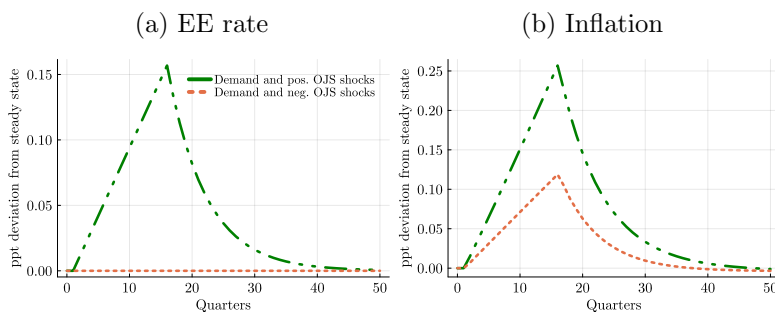 (a) EE rate
ppt deviation from steady state
0.15
0.10
0.05
0.00
Demand and pos. OJS shocks
Demand and neg. OJS shocks
0 10 20 30 40 50
Quarters
(b) Inflation
ppt deviation from steady state
0.25
0.20
0.15
0.10
0.05
0.00
0 10 20 30 40 50
Quarters